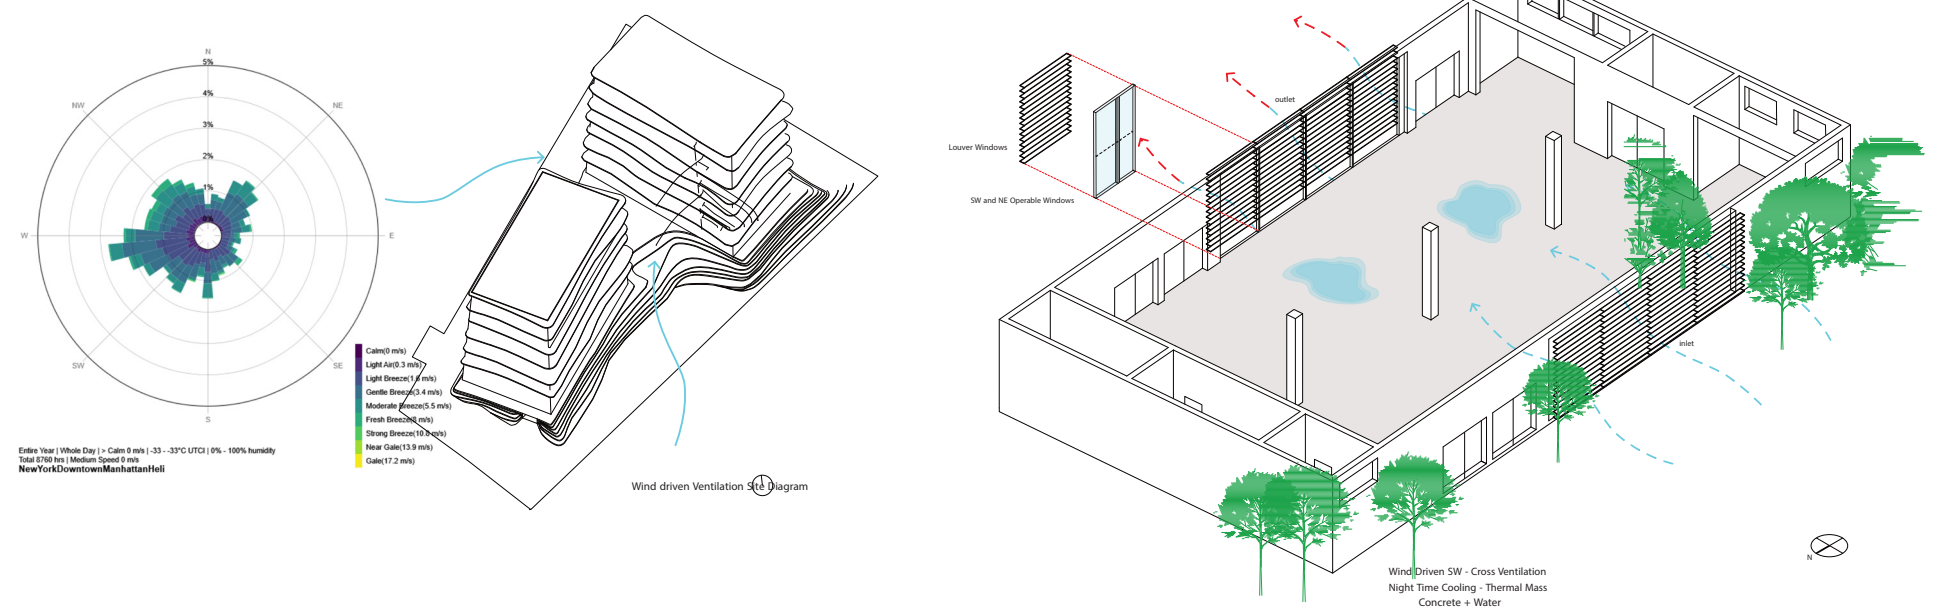 N
5%
4%
3%
2%
1%
0%
NW
NE
W
E
SW
SE
S
Calm(0 m/s)
Light Air(0.3 m/s)
Light Breeze(1.6 m/s)
Gentle Breeze(3.4 m/s)
Moderate Breeze(5.5 m/s)
Fresh Breeze(8 m/s)
Strong Breeze(10.8 m/s)
Near Gale(13.9 m/s)
Gale(17.2 m/s)
Entire Year | Whole Day | > Calm 0 m/s | -33 - -33°C UTCI | 0% - 100% humidity
Total 8760 hrs | Medium Speed 0 m/s
NewYorkDowntownManhattanHeli
Wind driven Ventilation Site Diagram
Louver Windows
SW and NE Operable Windows
outlet
inlet
N
Wind Driven SW - Cross Ventilation
Night Time Cooling - Thermal Mass
Concrete + Water